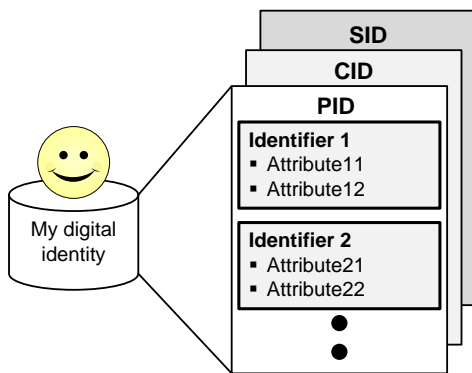 SID
CID
PID
Identifier 1
▪ Attribute11
▪ Attribute12
My digital
identity
Identifier 2
▪ Attribute21
▪ Attribute22